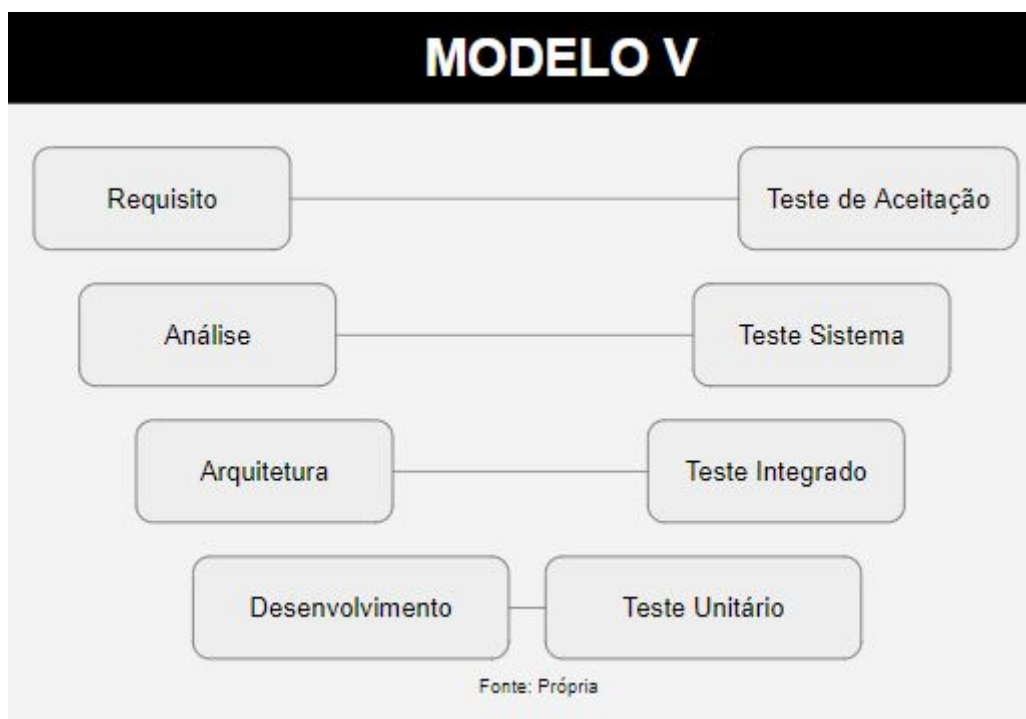 MODELO V
Requisito
Teste de Aceitação
Análise
Teste Sistema
Arquitetura
Teste Integrado
Desenvolvimento
Teste Unitário
Fonte: Própria